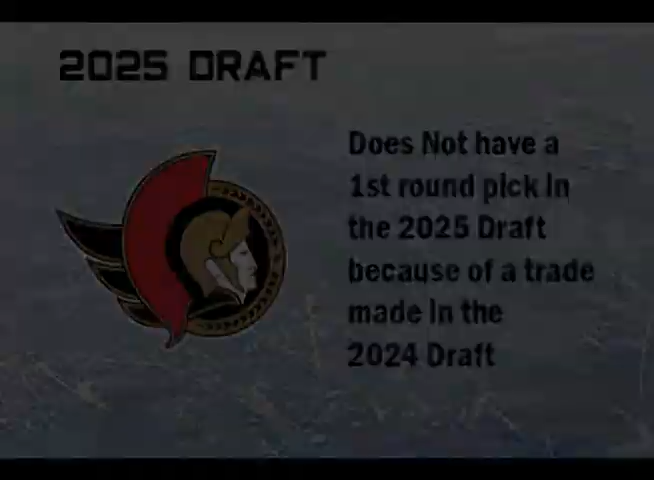 2025 DRAFT
Does Not have a
1st round pick in
the 2025 Draft
because of a trade
made in the
2024 Draft